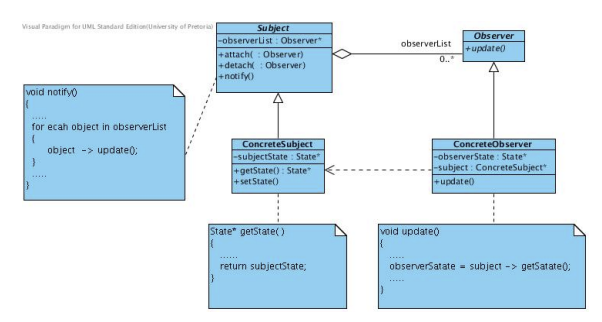 Visual Paradigm for UML Standard Edition(University of Pretoria)
Subject
-observerList : Observer*
+attach( : Observer)
+detach( : Observer)
+notify()
observerList
0..*
Observer
+update()
void notify()
{
.....
for ecah object in observerList
{
object -> update();
}
.....
}
ConcreteSubject
-subjectState : State*
+getState() : State*
+setState()
ConcreteObserver
-observerState : State*
-subject : ConcreteSubject*
+update()
State* getState( )
{
......
return subjectState;
}
void update()
{
.....
observerSatate = subject -> getSatate();
.....
}